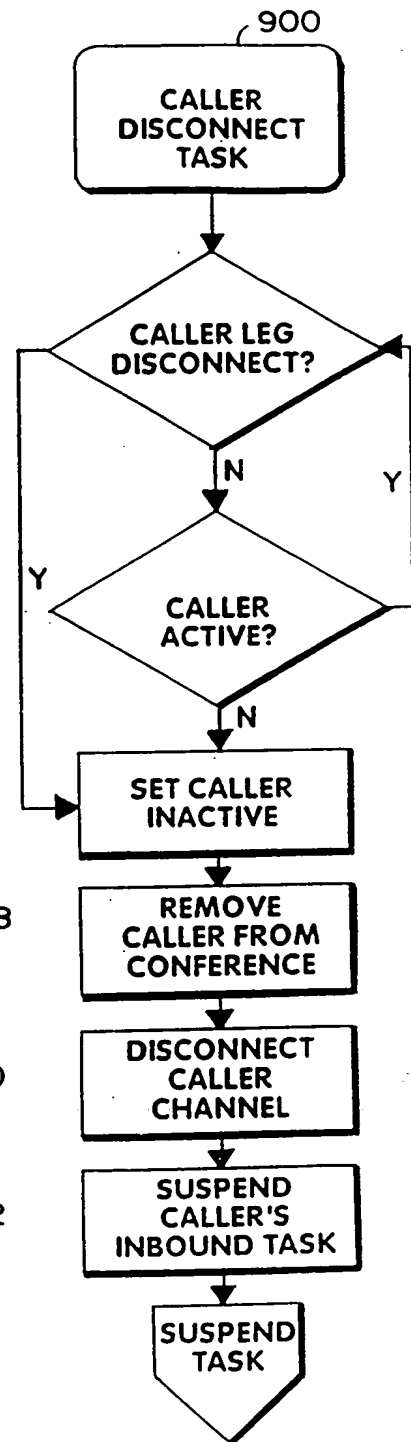 900
CALLER
DISCONNECT
TASK
CALLER LEG
DISCONNECT?
N
Y
Y
CALLER
ACTIVE?
N
SET CALLER
INACTIVE
REMOVE
CALLER FROM
CONFERENCE
DISCONNECT
CALLER
CHANNEL
SUSPEND
CALLER'S
INBOUND TASK
SUSPEND
TASK